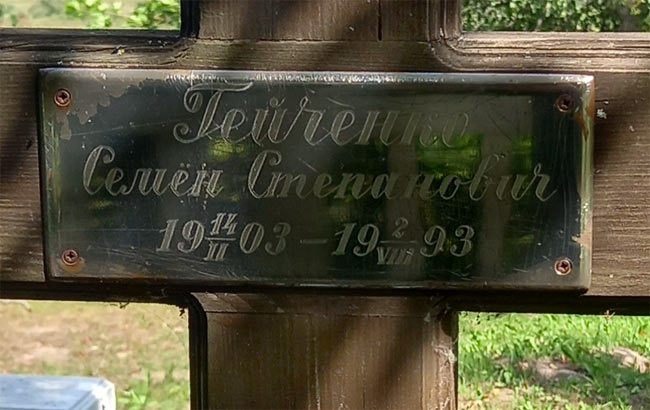 Гейченко
Семён Степанович
19 14/II 03 – 19 2/VIII 93